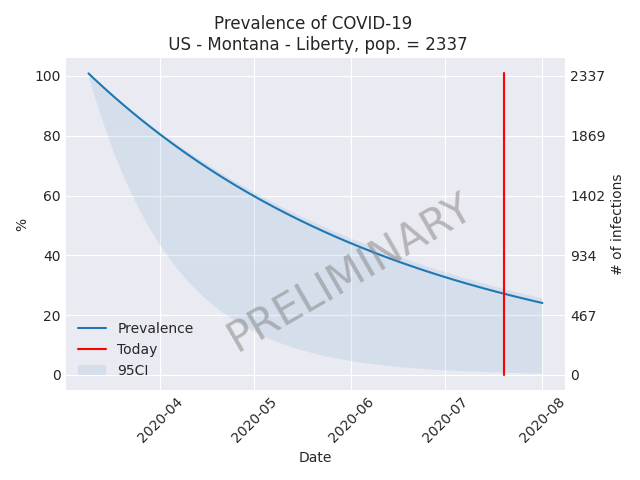 Prevalence of COVID-19
US - Montana - Liberty, pop. = 2337
%
100
80
60
40
20
0
2337
1869
1402
934
467
0
# of infections
PRELIMINARY
Prevalence
Today
95CI
2020-04
2020-05
2020-06
2020-07
2020-08
Date